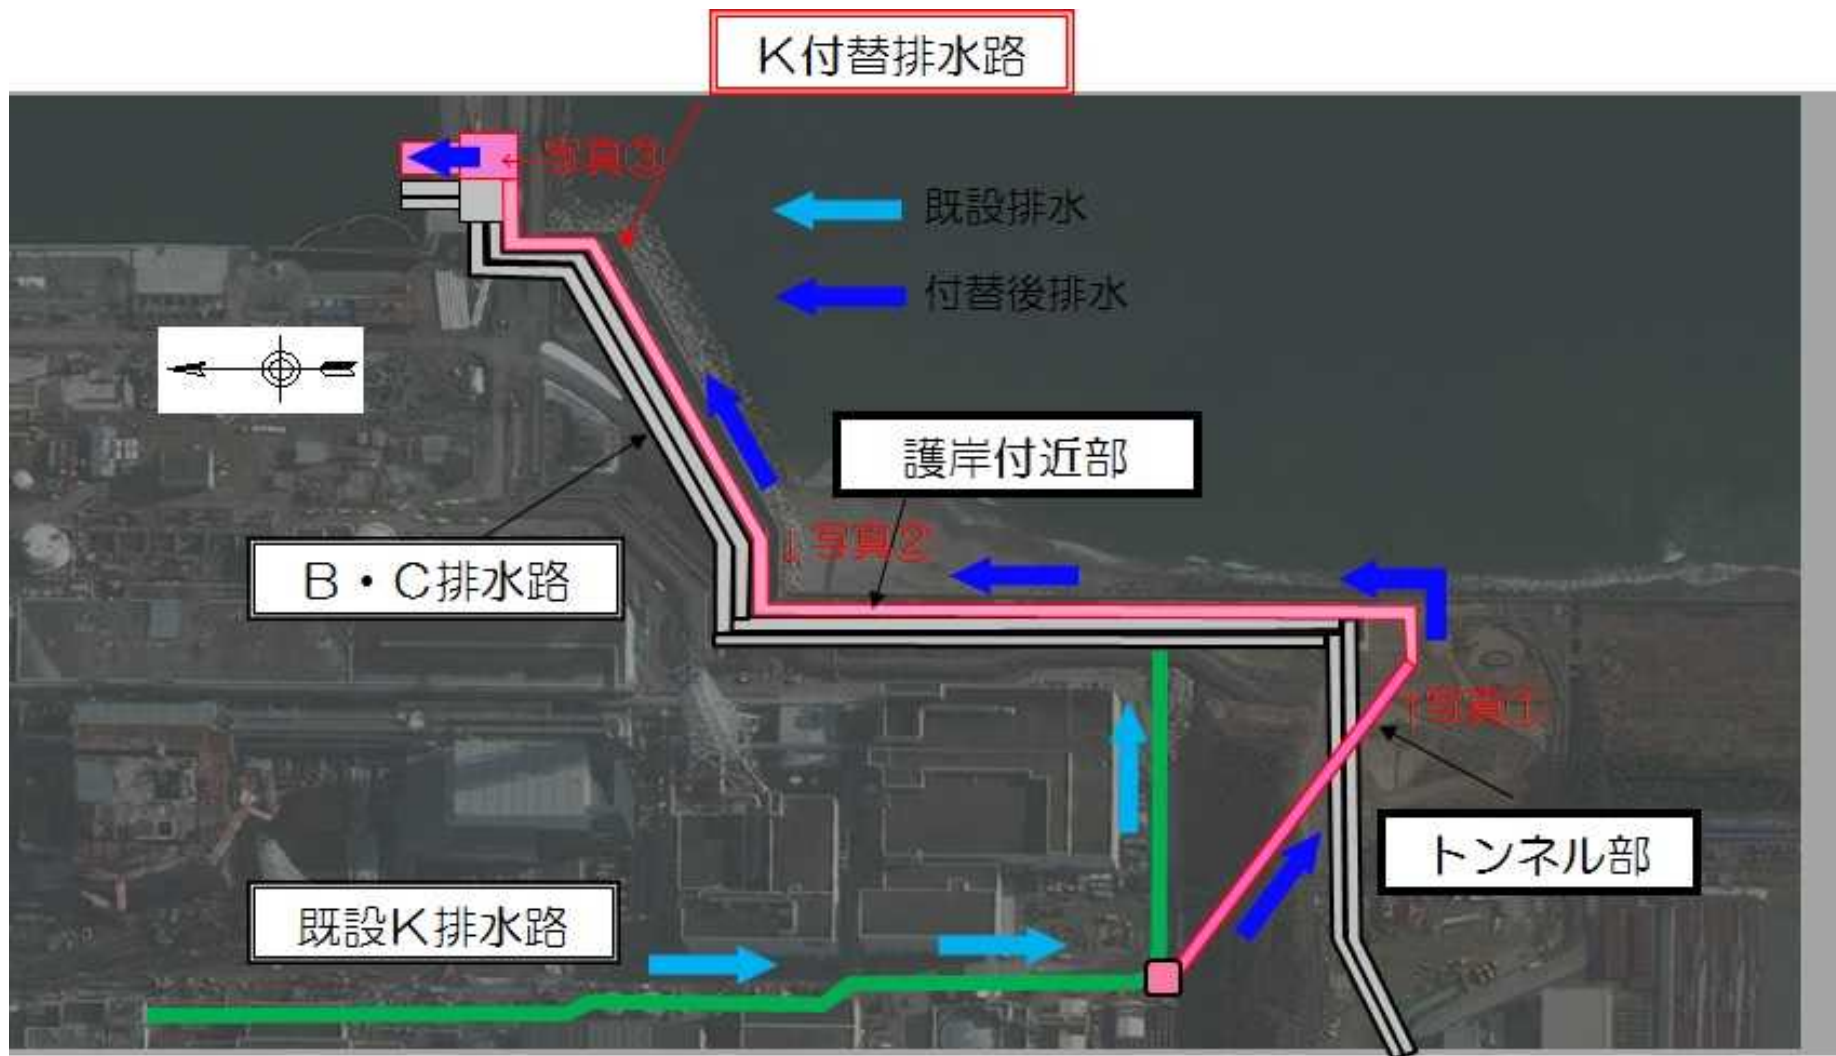 K付替排水路
←写真③
既設排水
付替後排水
護岸付近部
↓写真②
B・C排水路
↑写真①
トンネル部
既設K排水路